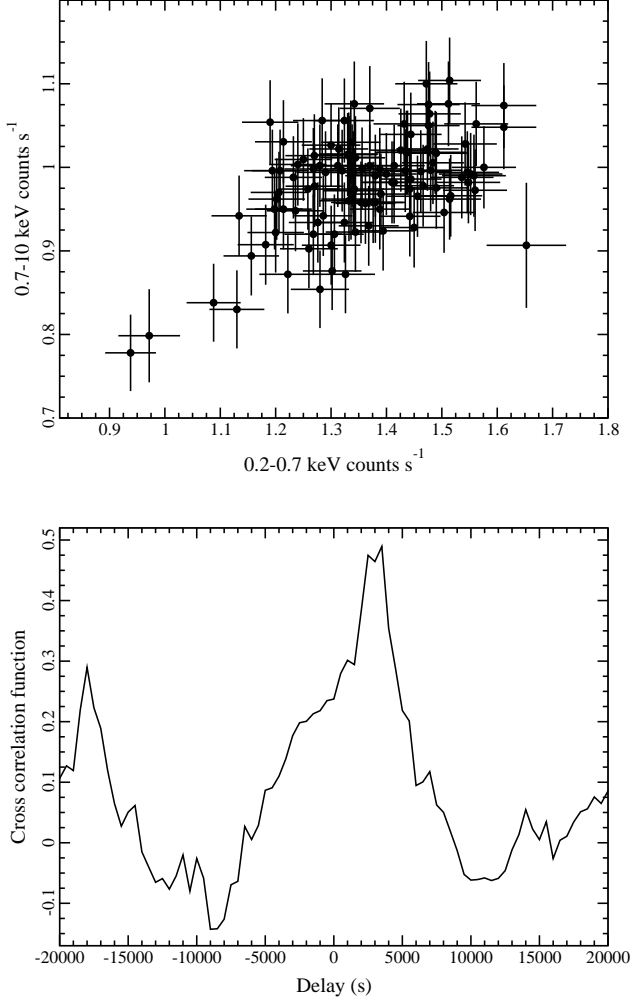 1.1
1
0.9
0.8
0.7
0.7-10 keV counts s⁻¹
0.9 1 1.1 1.2 1.3 1.4 1.5 1.6 1.7 1.8
0.2-0.7 keV counts s⁻¹
0.5
0.4
0.3
0.2
0.1
0
-0.1
Cross correlation function
-20000 -15000 -10000 -5000 0 5000 10000 15000 20000
Delay (s)